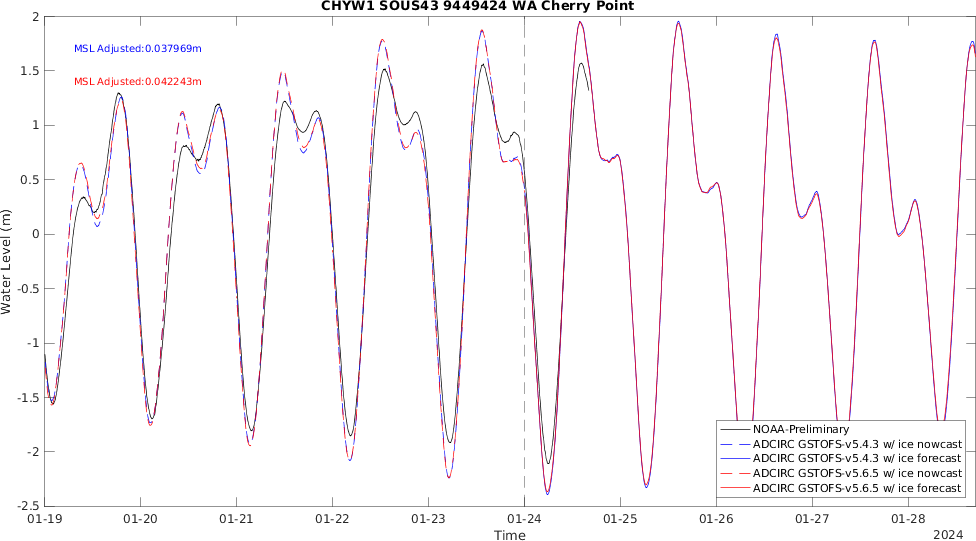 CHYW1 SOUS43 9449424 WA Cherry Point
MSL Adjusted:0.037969m
MSL Adjusted:0.042243m
Water Level (m)
2
1.5
1
0.5
0
-0.5
-1
-1.5
-2
-2.5
NOAA-Preliminary
ADCIRC GSTOFS-v5.4.3 w/ ice nowcast
ADCIRC GSTOFS-v5.4.3 w/ ice forecast
ADCIRC GSTOFS-v5.6.5 w/ ice nowcast
ADCIRC GSTOFS-v5.6.5 w/ ice forecast
01-19 01-20 01-21 01-22 01-23 01-24 01-25 01-26 01-27 01-28
Time
2024